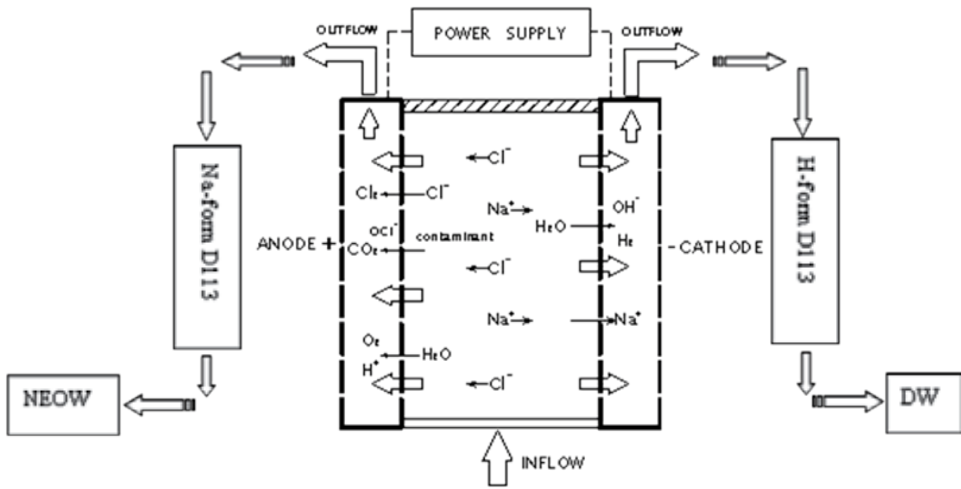 OUTFLOW
POWER SUPPLY
OUTFLOW
Na-form D113
H-form D113
Cl⁻
Cl₂
Cl⁻
Na⁺
OH⁻
H₂O
H₂
OCl⁻
contaminant
ANODE +
CO₂
- CATHODE
Cl⁻
Na⁺
Na⁺
O₂
H₂O
H⁺
Cl⁻
NEOW
DW
INFLOW